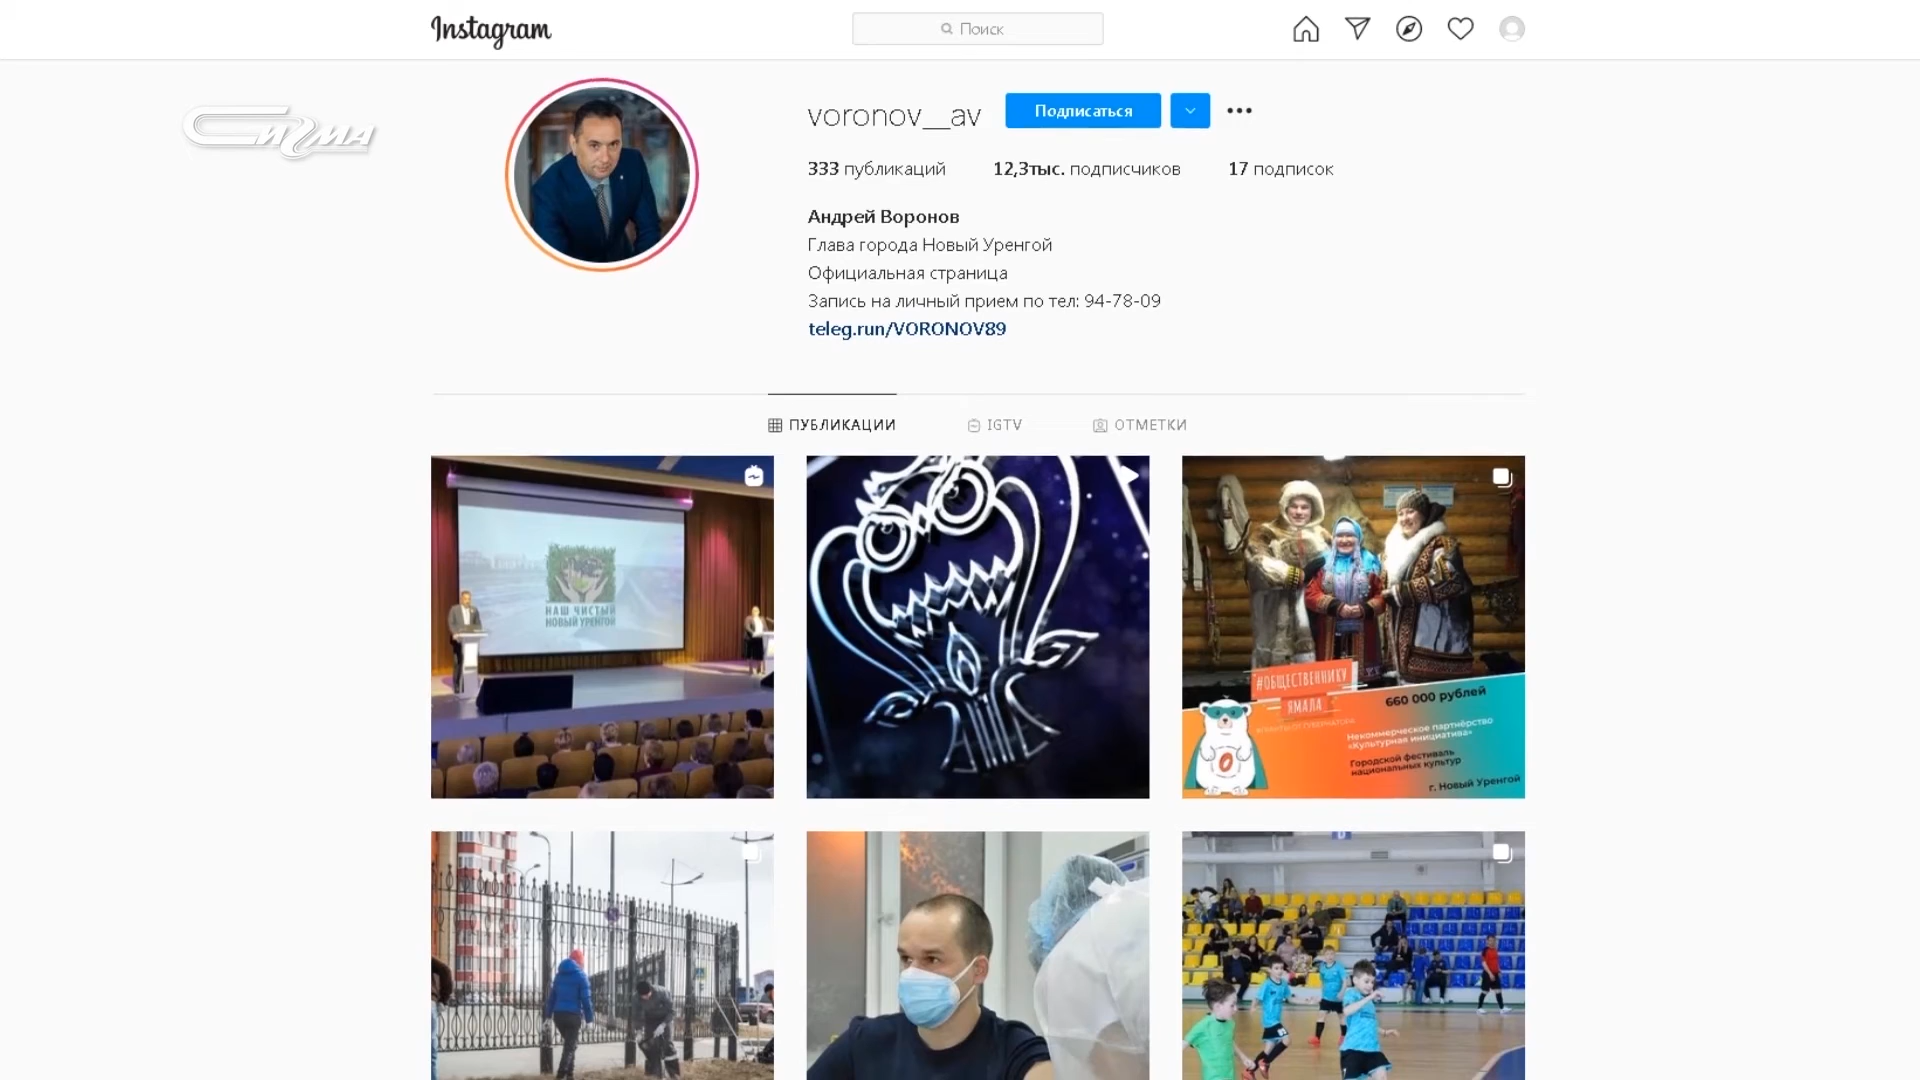 Instagram
Поиск
Сигма
voronov__av
Подписаться
333 публикаций 12,3тыс. подписчиков 17 подписок
Андрей Воронов
Глава города Новый Уренгой
Официальная страница
Запись на личный прием по тел: 94-78-09
teleg.run/VORONOV89
ПУБЛИКАЦИИ IGTV ОТМЕТКИ
НАШ ЧИСТЫЙ
НОВЫЙ УРЕНГОЙ
#ОБЩЕСТВЕННИКУ
ЯМАЛА
660 000 рублей
Некоммерческое партнёрство
«Культурная инициатива»
Городской фестиваль
национальных культур
г. Новый Уренгой